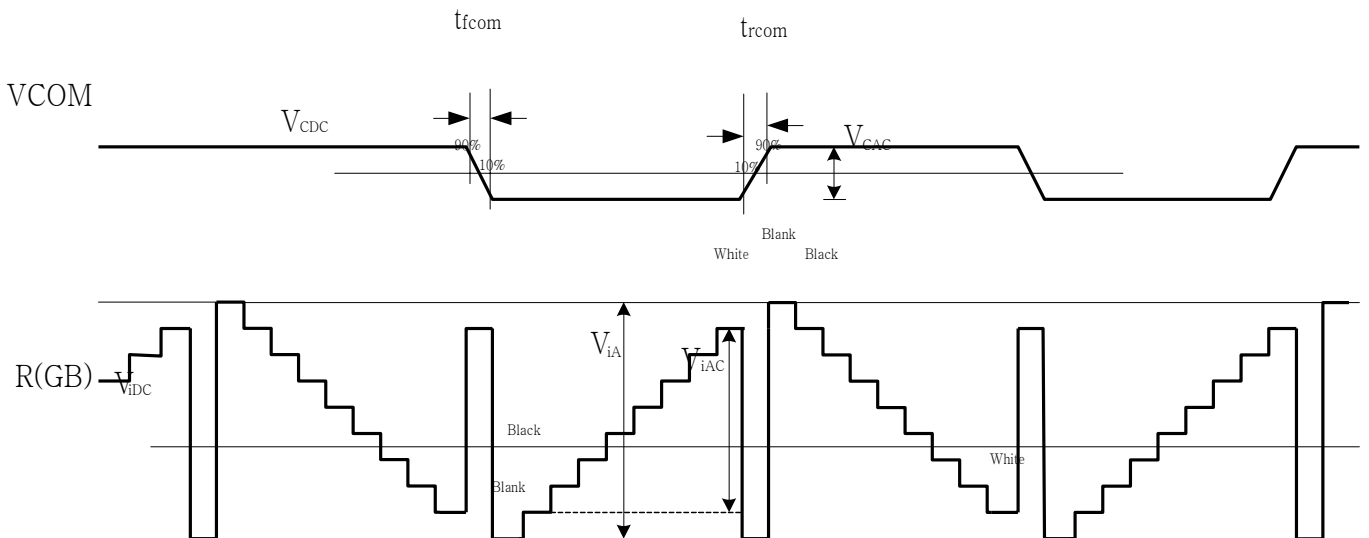 tfcom
trcom
VCOM
VCDC
90%
10%
90%
10%
VCAC
Blank
White
Black
R(GB)
ViDC
ViA
ViAC
Black
Blank
White